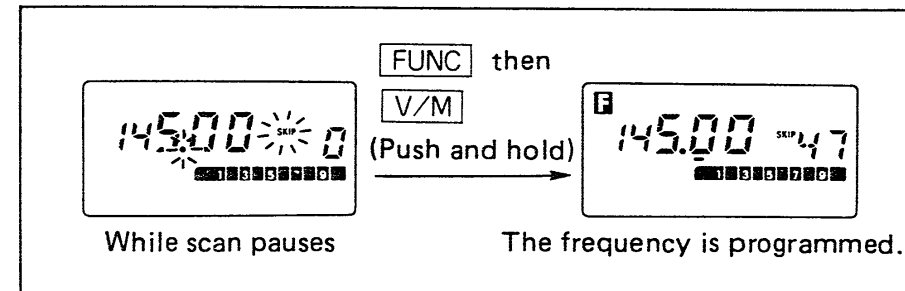 FUNC then
V/M
(Push and hold)
145.00 SKIP 0
F
145.00 SKIP 47
While scan pauses
The frequency is programmed.